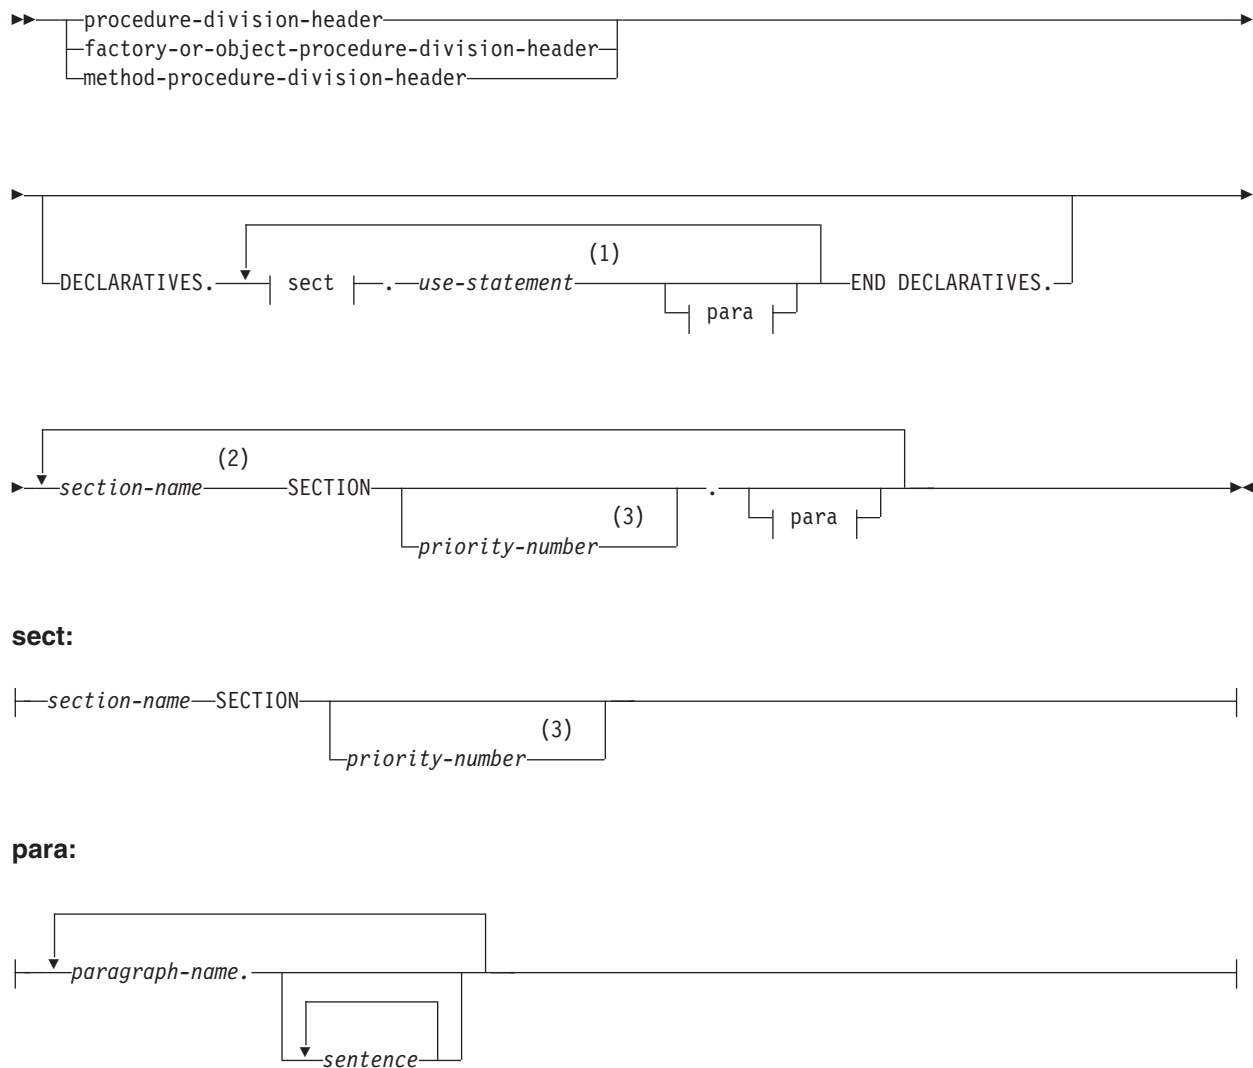 procedure-division-header
factory-or-object-procedure-division-header
method-procedure-division-header
(1)
DECLARATIVES. sect . use-statement END DECLARATIVES.
para
(2)
section-name SECTION .
(3) para
priority-number
sect:
section-name SECTION
(3)
priority-number
para:
paragraph-name.
sentence